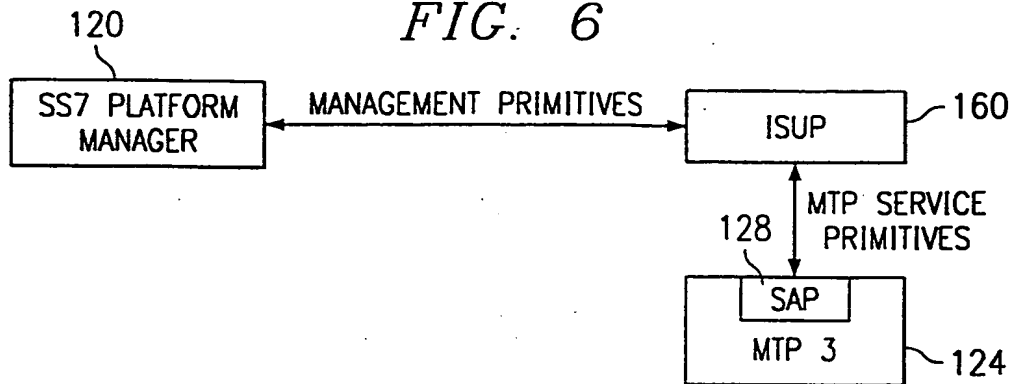 FIG. 6
120
SS7 PLATFORM
MANAGER
MANAGEMENT PRIMITIVES
ISUP
160
MTP SERVICE
PRIMITIVES
128
SAP
MTP 3
124